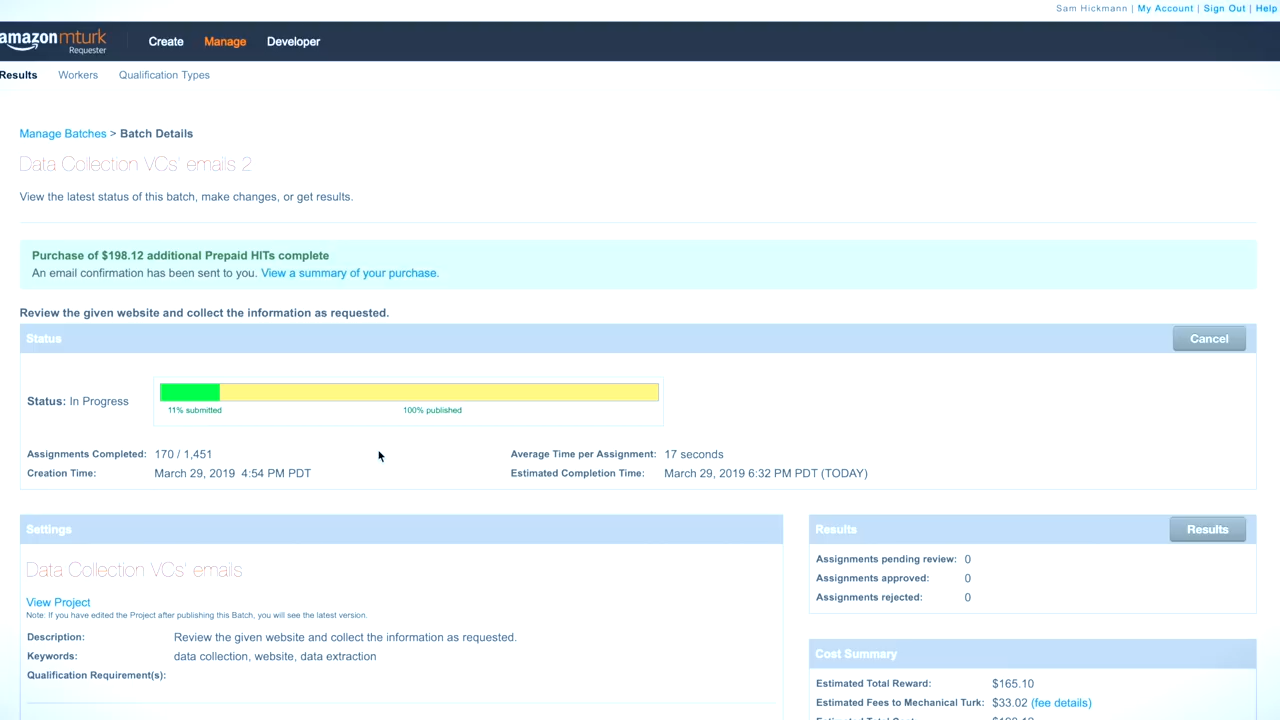 Sam Hickmann | My Account | Sign Out | Help
amazon mturk
Requester
Create Manage Developer
Results Workers Qualification Types
Manage Batches > Batch Details
Data Collection VCs' emails 2
View the latest status of this batch, make changes, or get results.
Purchase of $198.12 additional Prepaid HITs complete
An email confirmation has been sent to you. View a summary of your purchase.
Review the given website and collect the information as requested.
Status Cancel
Status: In Progress
11% submitted 100% published
Assignments Completed: 170 / 1,451 Average Time per Assignment: 17 seconds
Creation Time: March 29, 2019 4:54 PM PDT Estimated Completion Time: March 29, 2019 6:32 PM PDT (TODAY)
Settings
Data Collection VCs' emails
View Project
Note: If you have edited the Project after publishing this Batch, you will see the latest version.
Description: Review the given website and collect the information as requested.
Keywords: data collection, website, data extraction
Qualification Requirement(s):
Results Results
Assignments pending review: 0
Assignments approved: 0
Assignments rejected: 0
Cost Summary
Estimated Total Reward: $165.10
Estimated Fees to Mechanical Turk: $33.02 (fee details)